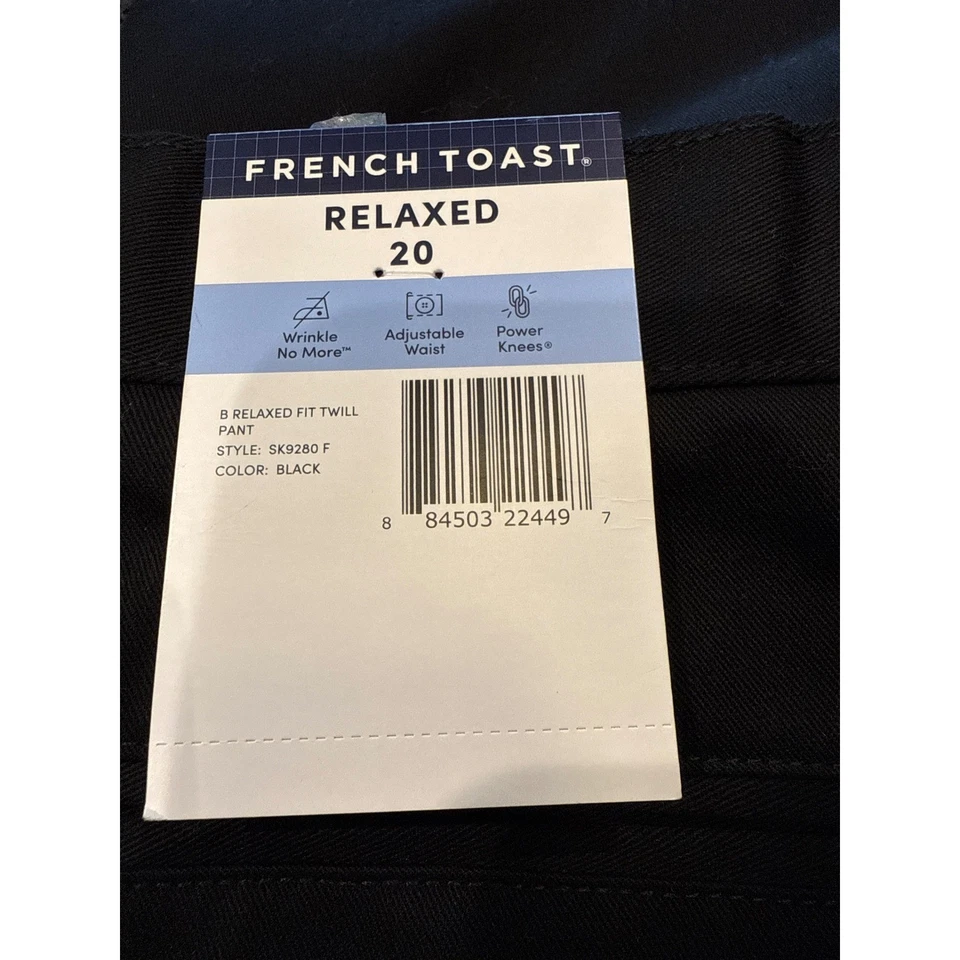 FRENCH TOAST®
RELAXED
20
Wrinkle No More™
Adjustable Waist
Power Knees®
B RELAXED FIT TWILL
PANT
STYLE: SK9280 F
COLOR: BLACK
8 84503 22449 7